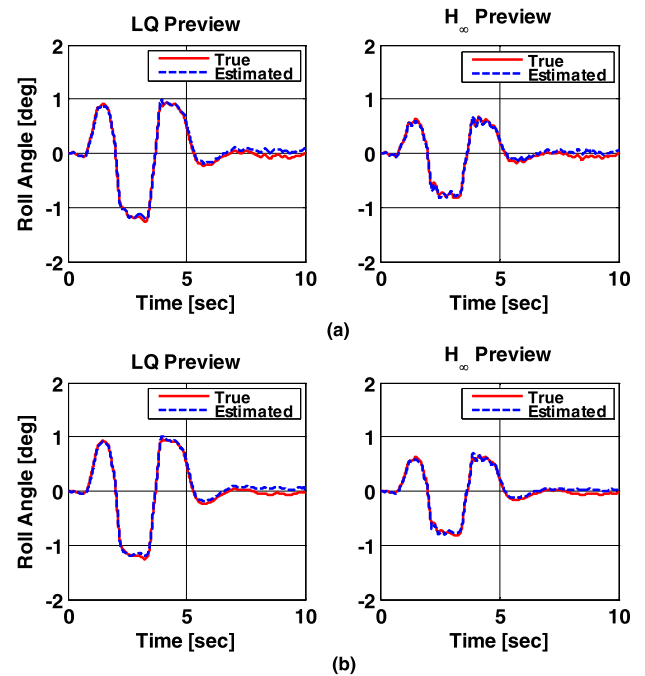 LQ Preview
H∞ Preview
2
1
0
-1
-2
Roll Angle [deg]
True
Estimated
0
5
10
Time [sec]
2
1
0
-1
-2
True
Estimated
0
5
10
Time [sec]
(a)
LQ Preview
H∞ Preview
2
1
0
-1
-2
Roll Angle [deg]
True
Estimated
0
5
10
Time [sec]
2
1
0
-1
-2
True
Estimated
0
5
10
Time [sec]
(b)